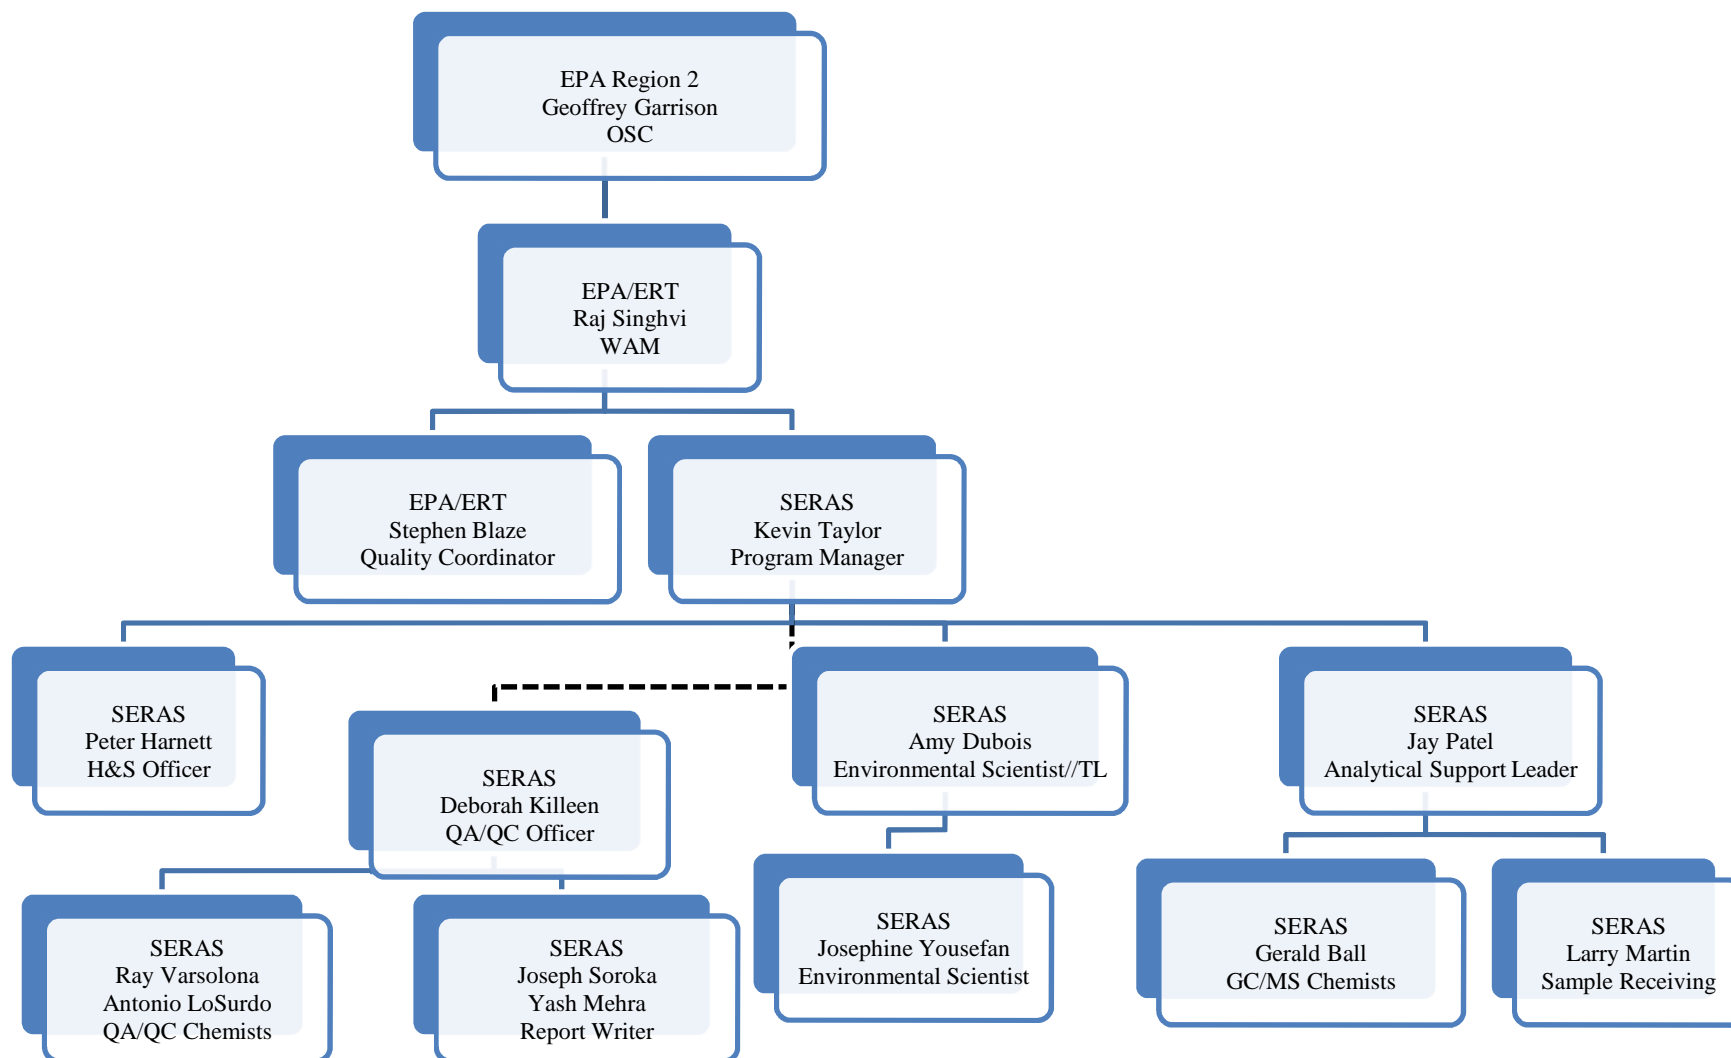 EPA Region 2
Geoffrey Garrison
OSC
EPA/ERT
Raj Singhvi
WAM
EPA/ERT
Stephen Blaze
Quality Coordinator
SERAS
Kevin Taylor
Program Manager
SERAS
Peter Harnett
H&S Officer
SERAS
Deborah Killeen
QA/QC Officer
SERAS
Amy Dubois
Environmental Scientist//TL
SERAS
Jay Patel
Analytical Support Leader
SERAS
Ray Varsolona
Antonio LoSurdo
QA/QC Chemists
SERAS
Joseph Soroka
Yash Mehra
Report Writer
SERAS
Josephine Yousefan
Environmental Scientist
SERAS
Gerald Ball
GC/MS Chemists
SERAS
Larry Martin
Sample Receiving